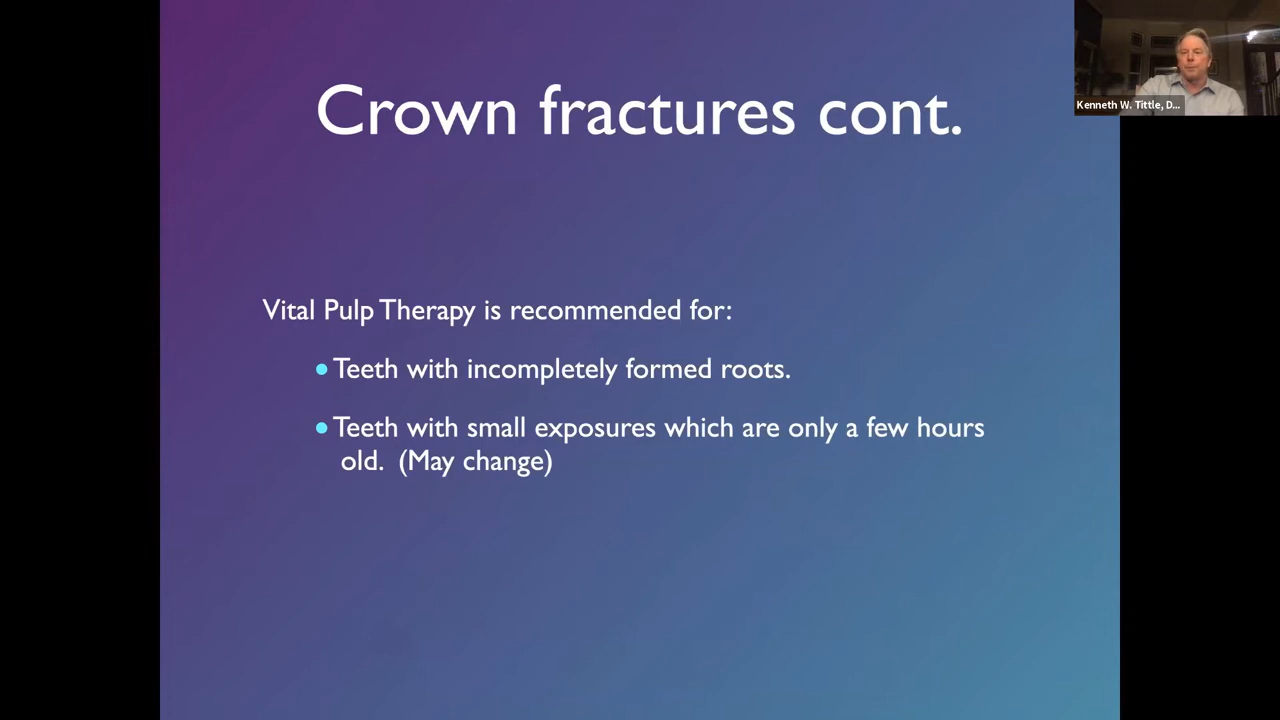 Crown fractures cont.
Kenneth W. Tittle, D...
Vital Pulp Therapy is recommended for:
• Teeth with incompletely formed roots.
• Teeth with small exposures which are only a few hours
old. (May change)